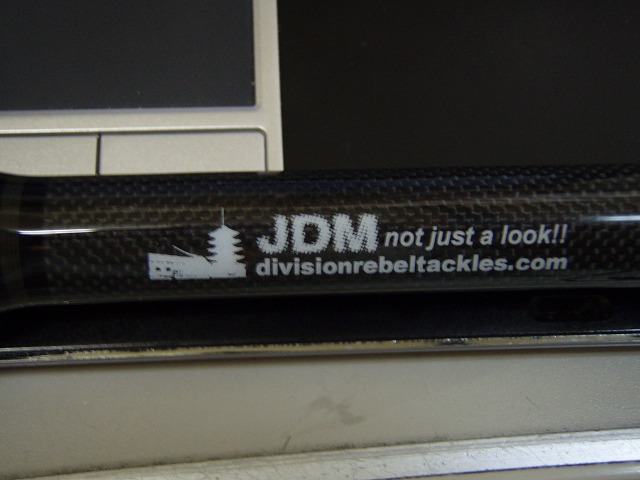 JDM not just a look!!
divisionrebeltackles.com